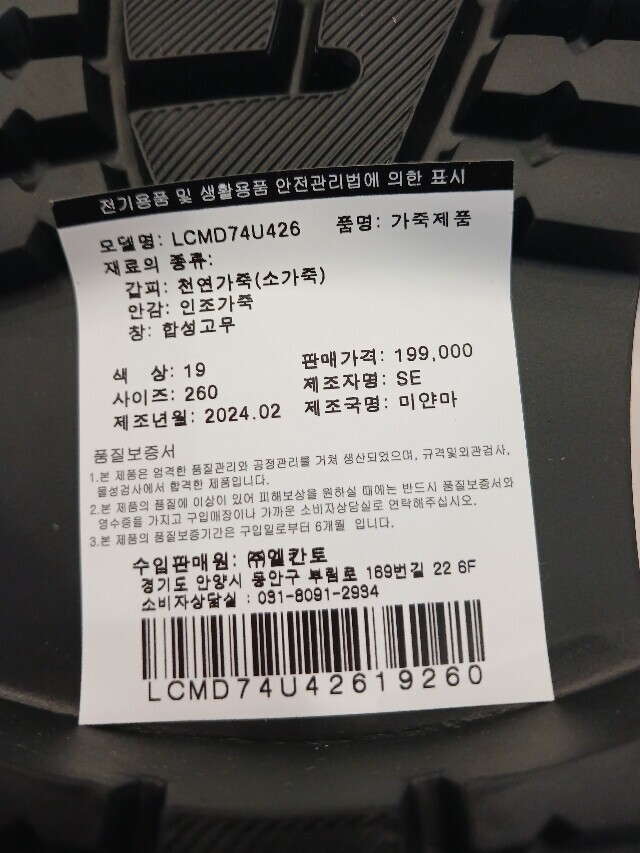 전기용품 및 생활용품 안전관리법에 의한 표시
모델명: LCMD74U426 품명: 가죽제품
재료의 종류:
갑피: 천연가죽(소가죽)
안감: 인조가죽
창: 합성고무
색 상: 19 판매가격: 199,000
사이즈: 260 제조자명: SE
제조년월: 2024.02 제조국명: 미얀마
품질보증서
1.본 제품은 엄격한 품질관리와 공정관리를 거쳐 생산되었으며, 규격및외관검사,
물성검사에서 합격한 제품입니다.
2.본 제품의 품질에 이상이 있어 피해보상을 원하실 때에는 반드시 품질보증서와
영수증을 가지고 구입매장이나 가까운 소비자상담실로 연락해주십시오.
3.본 제품의 품질보증기간은 구입일로부터 6개월 입니다.
수입판매원: ㈜엘칸토
경기도 안양시 동안구 부림로 169번길 22 6F
소비자상담실 : 031-8091-2934
LCMD74U42619260